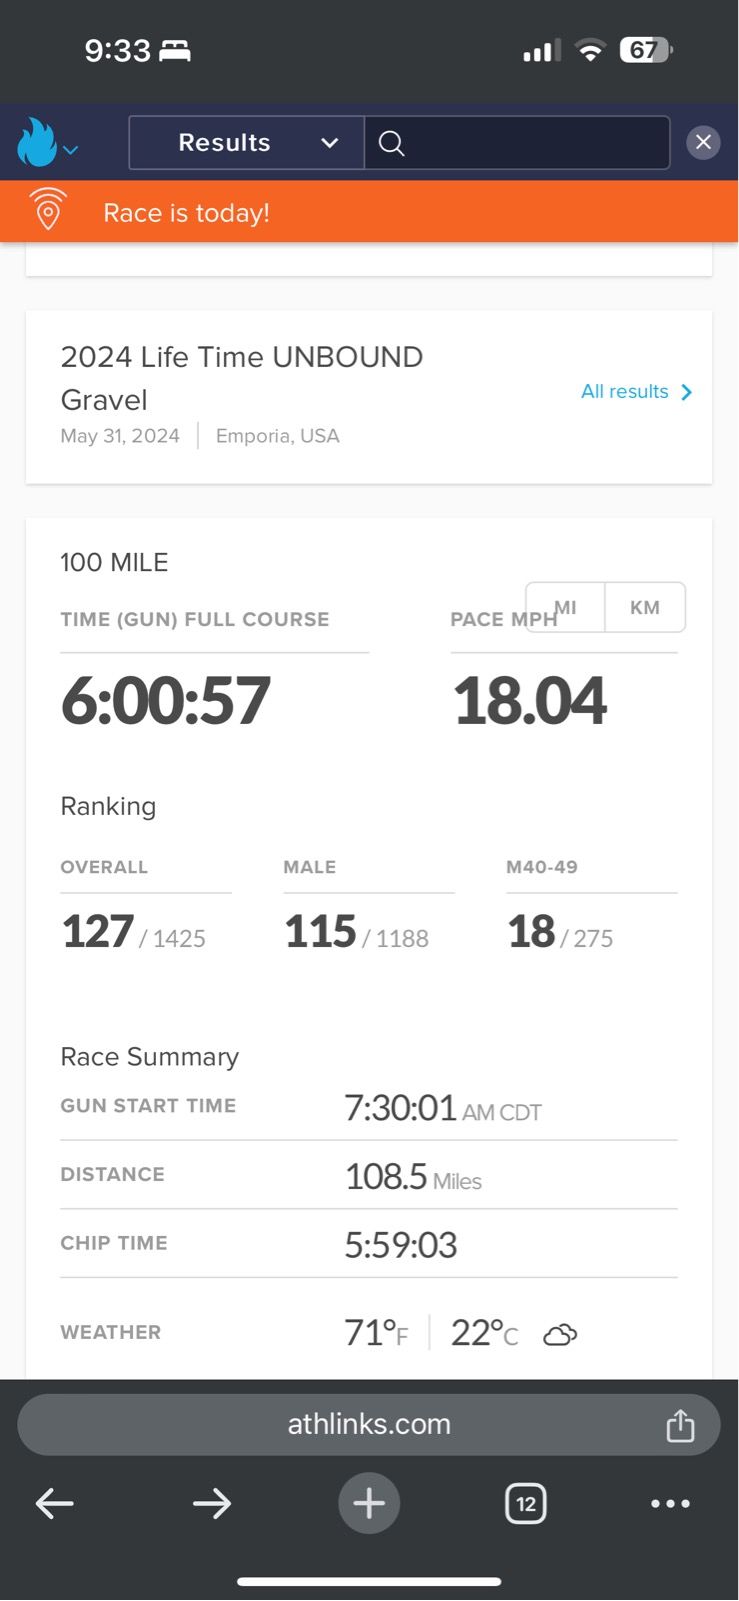 9:33
67
Results
Race is today!
2024 Life Time UNBOUND
Gravel
All results
May 31, 2024 | Emporia, USA
100 MILE
MI KM
TIME (GUN) FULL COURSE PACE MPH
6:00:57 18.04
Ranking
OVERALL MALE M40-49
127 / 1425 115 / 1188 18 / 275
Race Summary
GUN START TIME 7:30:01 AM CDT
DISTANCE 108.5 Miles
CHIP TIME 5:59:03
WEATHER 71°F | 22°C
athlinks.com
12